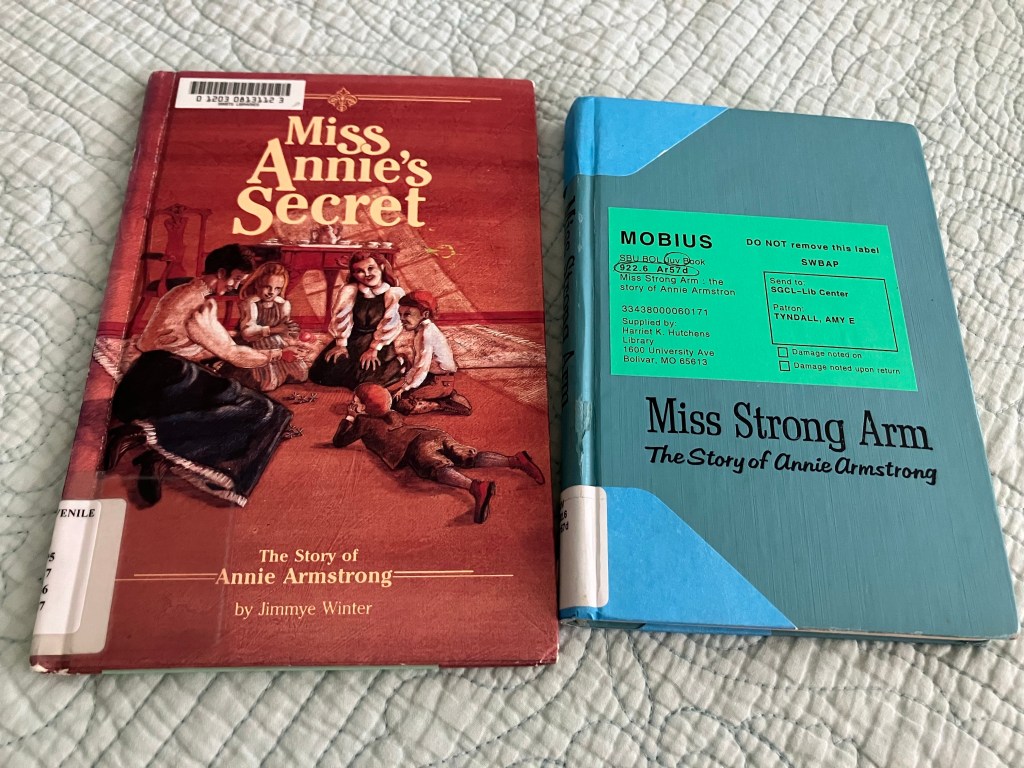 0 1203 0813112 3
Miss
Annie's
Secret
The Story of
Annie Armstrong
by Jimmye Winter
VENILE
MOBIUS
DO NOT remove this label
SBU BOL Juv Book
SWBAP
922.6 Ar57d
Miss Strong Arm : the
story of Annie Armstron
33438000060171
Supplied by:
Harriet K. Hutchens
Library
1600 University Ave
Bolivar, MO 65613
Send to:
SGCL-Lib Center
Patron:
TYNDALL, AMY E
Damage noted on
Damage noted upon return
Miss Strong Arm
The Story of Annie Armstrong